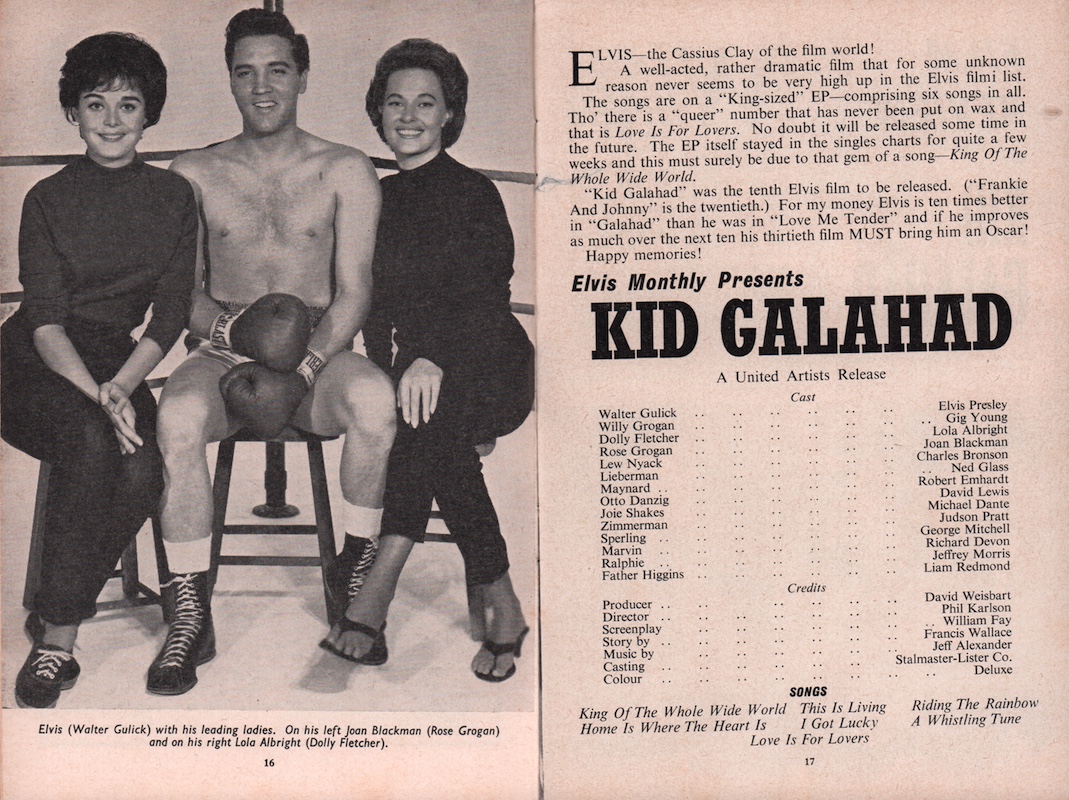 Elvis (Walter Gulick) with his leading ladies. On his left Joan Blackman (Rose Grogan)
and on his right Lola Albright (Dolly Fletcher).
16
ELVIS—the Cassius Clay of the film world!
A well-acted, rather dramatic film that for some unknown
reason never seems to be very high up in the Elvis filmi list.
The songs are on a “King-sized” EP—comprising six songs in all.
Tho’ there is a “queer” number that has never been put on wax and
that is Love Is For Lovers. No doubt it will be released some time in
the future. The EP itself stayed in the singles charts for quite a few
weeks and this must surely be due to that gem of a song—King Of The
Whole Wide World.
“Kid Galahad” was the tenth Elvis film to be released. (“Frankie
And Johnny” is the twentieth.) For my money Elvis is ten times better
in “Galahad” than he was in “Love Me Tender” and if he improves
as much over the next ten his thirtieth film MUST bring him an Oscar!
Happy memories!
Elvis Monthly Presents
KID GALAHAD
A United Artists Release
Cast
Walter Gulick .. .. .. .. .. Elvis Presley
Willy Grogan .. .. .. .. .. .. Gig Young
Dolly Fletcher .. .. .. .. .. Lola Albright
Rose Grogan .. .. .. .. .. Joan Blackman
Lew Nyack .. .. .. .. .. Charles Bronson
Lieberman .. .. .. .. .. .. Ned Glass
Maynard .. .. .. .. .. .. Robert Emhardt
Otto Danzig .. .. .. .. .. David Lewis
Joie Shakes .. .. .. .. .. Michael Dante
Zimmerman .. .. .. .. .. Judson Pratt
Sperling .. .. .. .. .. .. George Mitchell
Marvin .. .. .. .. .. .. Richard Devon
Ralphie .. .. .. .. .. .. Jeffrey Morris
Father Higgins .. .. .. .. .. Liam Redmond
Credits
Producer .. .. .. .. .. .. David Weisbart
Director .. .. .. .. .. .. Phil Karlson
Screenplay .. .. .. .. .. .. William Fay
Story by .. .. .. .. .. .. Francis Wallace
Music by .. .. .. .. .. .. Jeff Alexander
Casting .. .. .. .. .. Stalmaster-Lister Co.
Colour .. .. .. .. .. .. .. Deluxe
SONGS
King Of The Whole Wide World This Is Living Riding The Rainbow
Home Is Where The Heart Is I Got Lucky A Whistling Tune
Love Is For Lovers
17